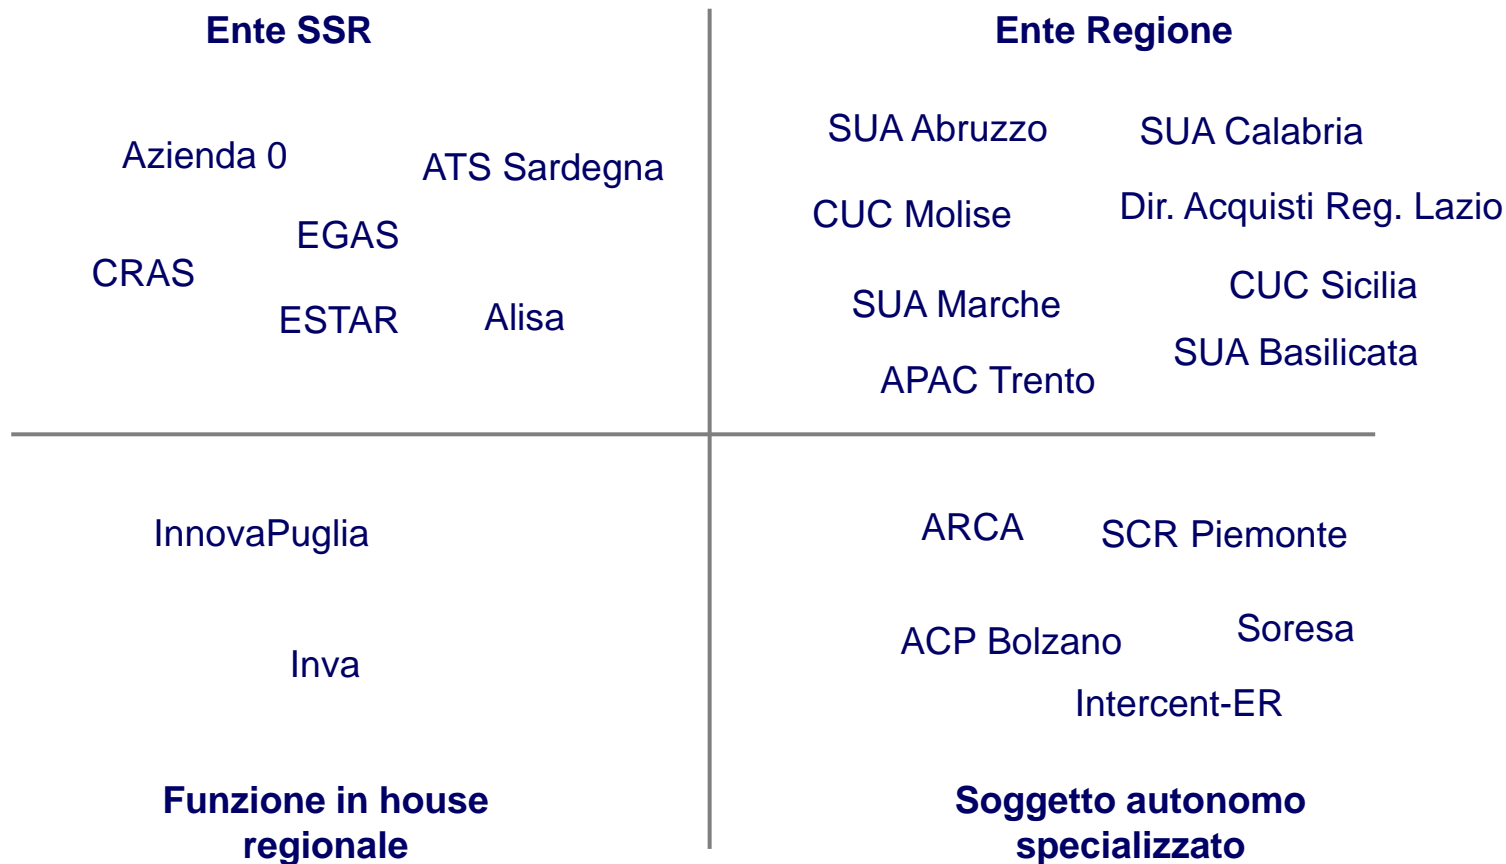 Ente SSR
Azienda 0
ATS Sardegna
EGAS
CRAS
ESTAR
Alisa
Ente Regione
SUA Abruzzo
SUA Calabria
CUC Molise
Dir. Acquisti Reg. Lazio
SUA Marche
CUC Sicilia
SUA Basilicata
APAC Trento
InnovaPuglia
Inva
Funzione in house
regionale
ARCA
SCR Piemonte
ACP Bolzano
Soresa
Intercent-ER
Soggetto autonomo
specializzato